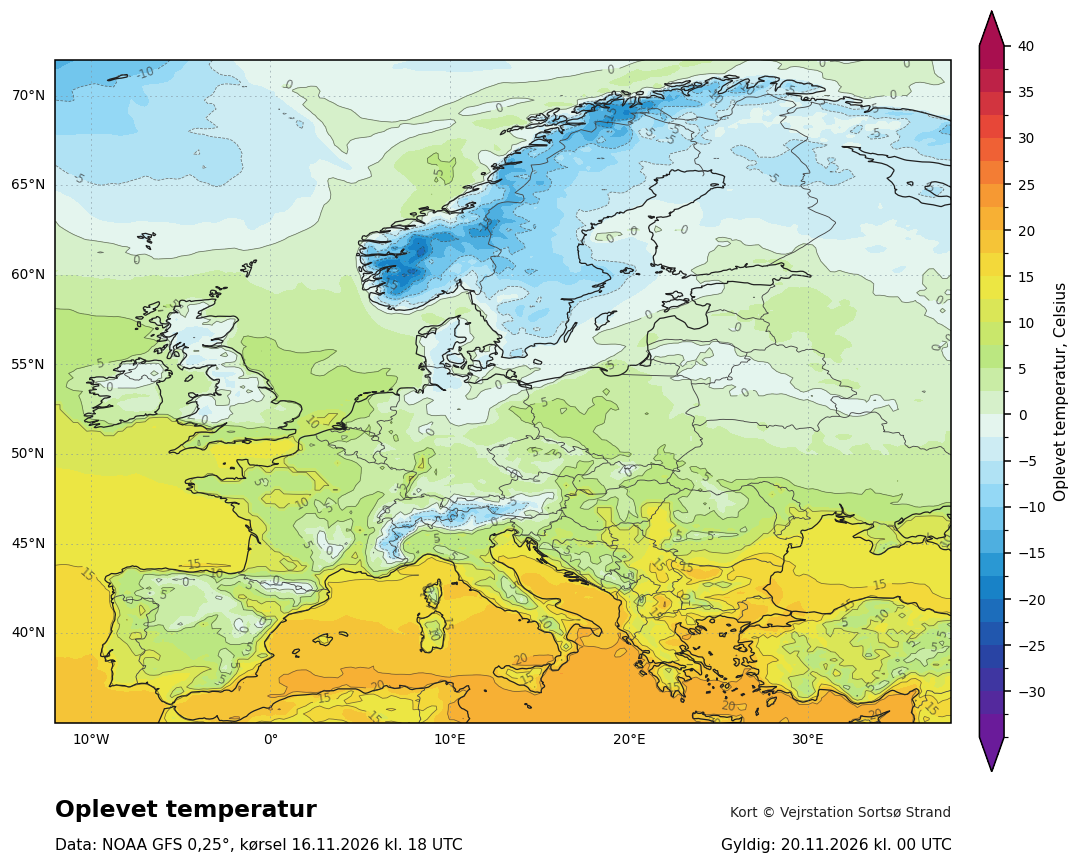 70°N
65°N
60°N
55°N
50°N
45°N
40°N
10°W
0°
10°E
20°E
30°E
40
35
30
25
20
15
10
5
0
−5
−10
−15
−20
−25
−30
Oplevet temperatur, Celsius
Oplevet temperatur
Kort © Vejrstation Sortsø Strand
Data: NOAA GFS 0,25°, kørsel 16.11.2026 kl. 18 UTC
Gyldig: 20.11.2026 kl. 00 UTC